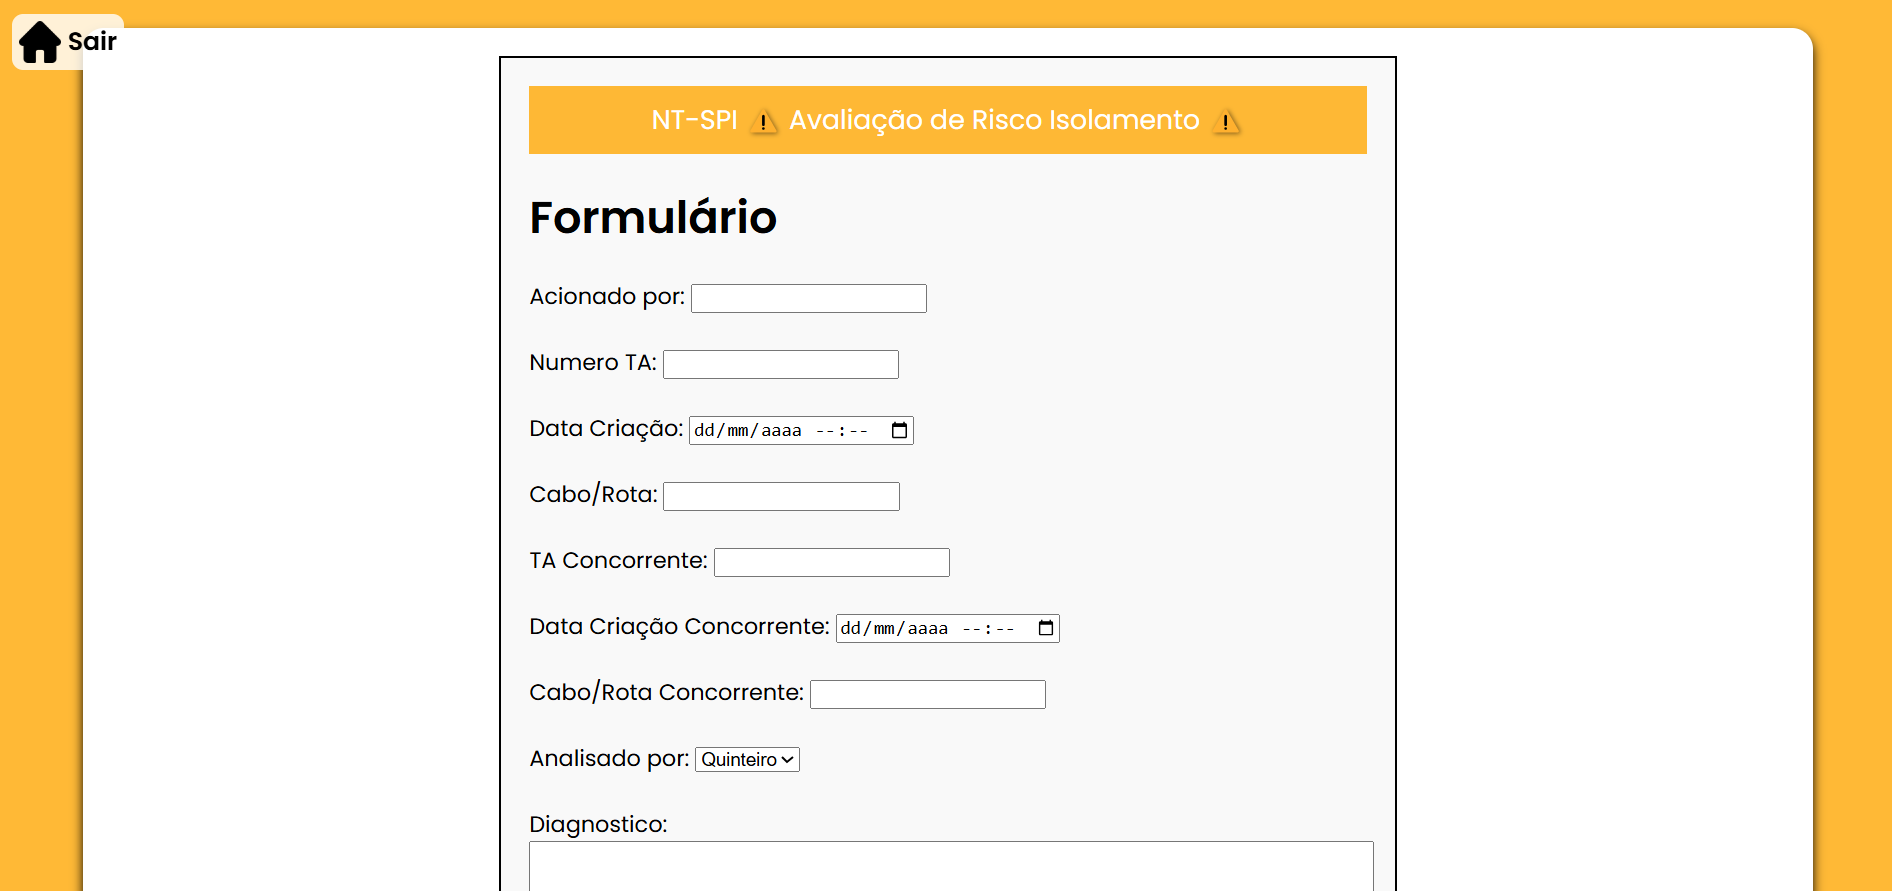 Sair
NT-SPI ⚠ Avaliação de Risco Isolamento ⚠
Formulário
Acionado por:
Numero TA:
Data Criação: dd/mm/aaaa --:--
Cabo/Rota:
TA Concorrente:
Data Criação Concorrente: dd/mm/aaaa --:--
Cabo/Rota Concorrente:
Analisado por: Quinteiro
Diagnostico: